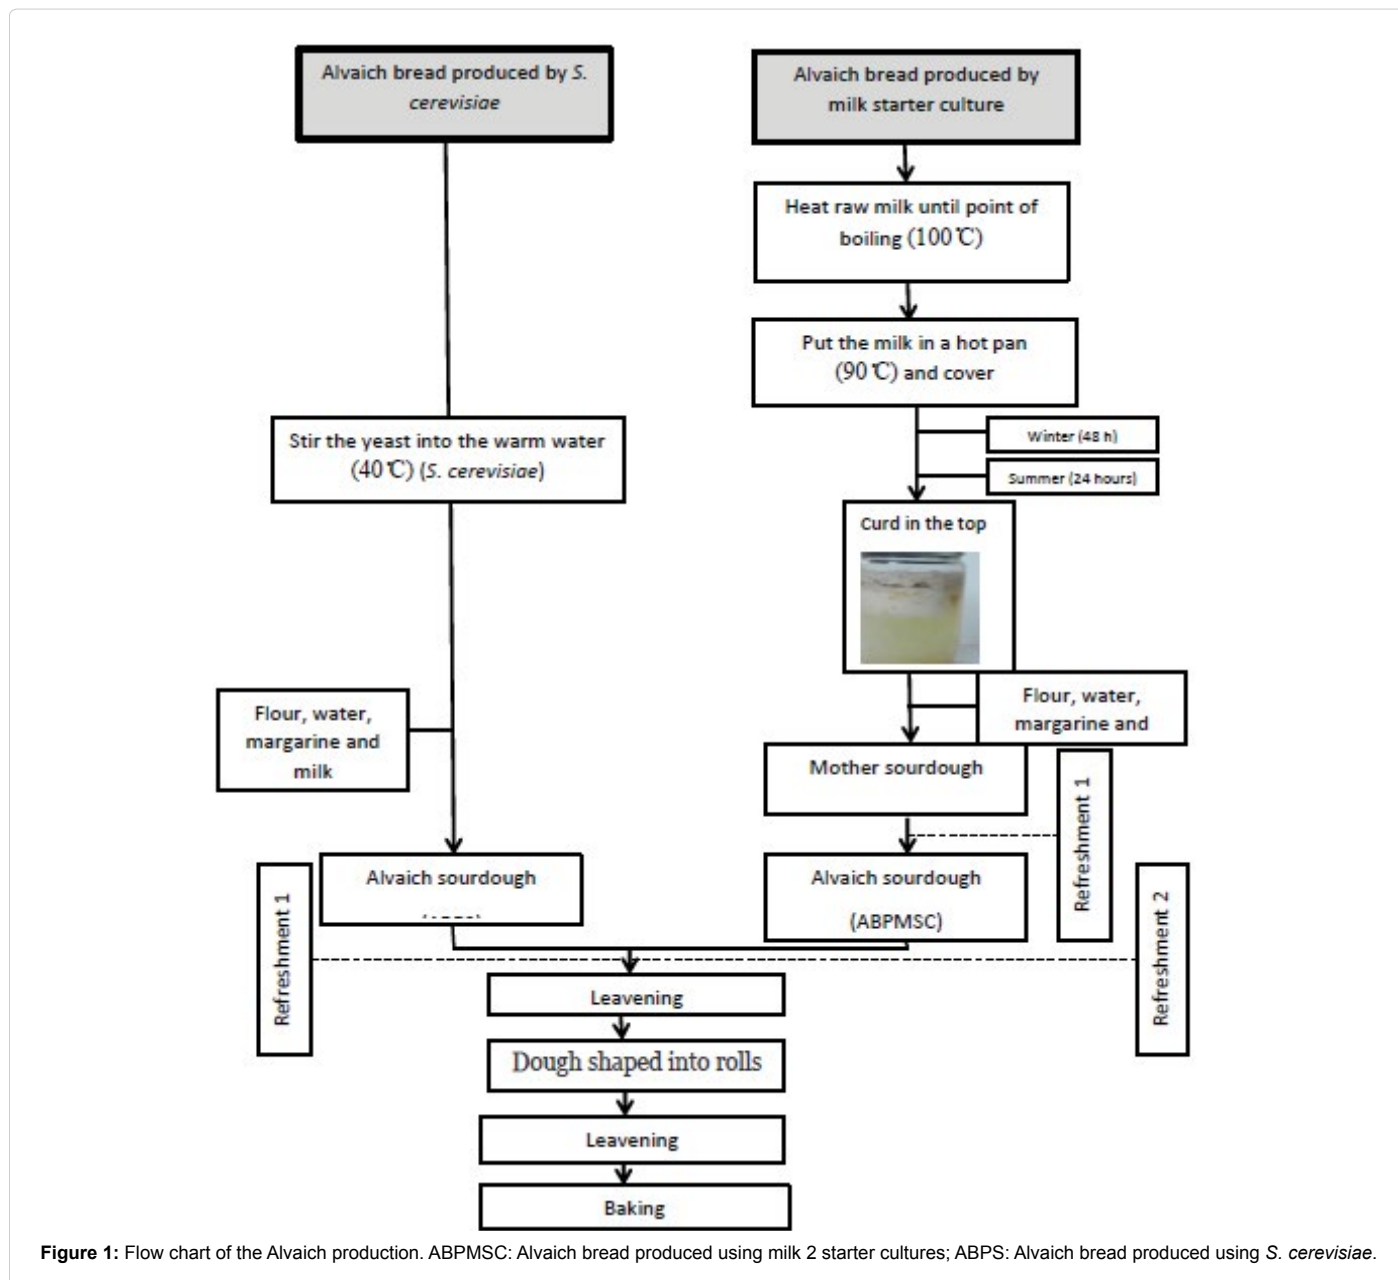 Alvaich bread produced by S.
cerevisiae
Alvaich bread produced by
milk starter culture
Heat raw milk until point of
boiling (100℃)
Put the milk in a hot pan
(90℃) and cover
Winter (48 h)
Summer (24 hours)
Stir the yeast into the warm water
(40℃) (S. cerevisiae)
Curd in the top
Flour, water,
margarine and
milk
Flour, water,
margarine and
Mother sourdough
Refreshment 1
Alvaich sourdough
Alvaich sourdough
(ABPMSC)
Refreshment 1
Refreshment 2
Leavening
Dough shaped into rolls
Leavening
Baking
Figure 1: Flow chart of the Alvaich production. ABPMSC: Alvaich bread produced using milk 2 starter cultures; ABPS: Alvaich bread produced using S. cerevisiae.